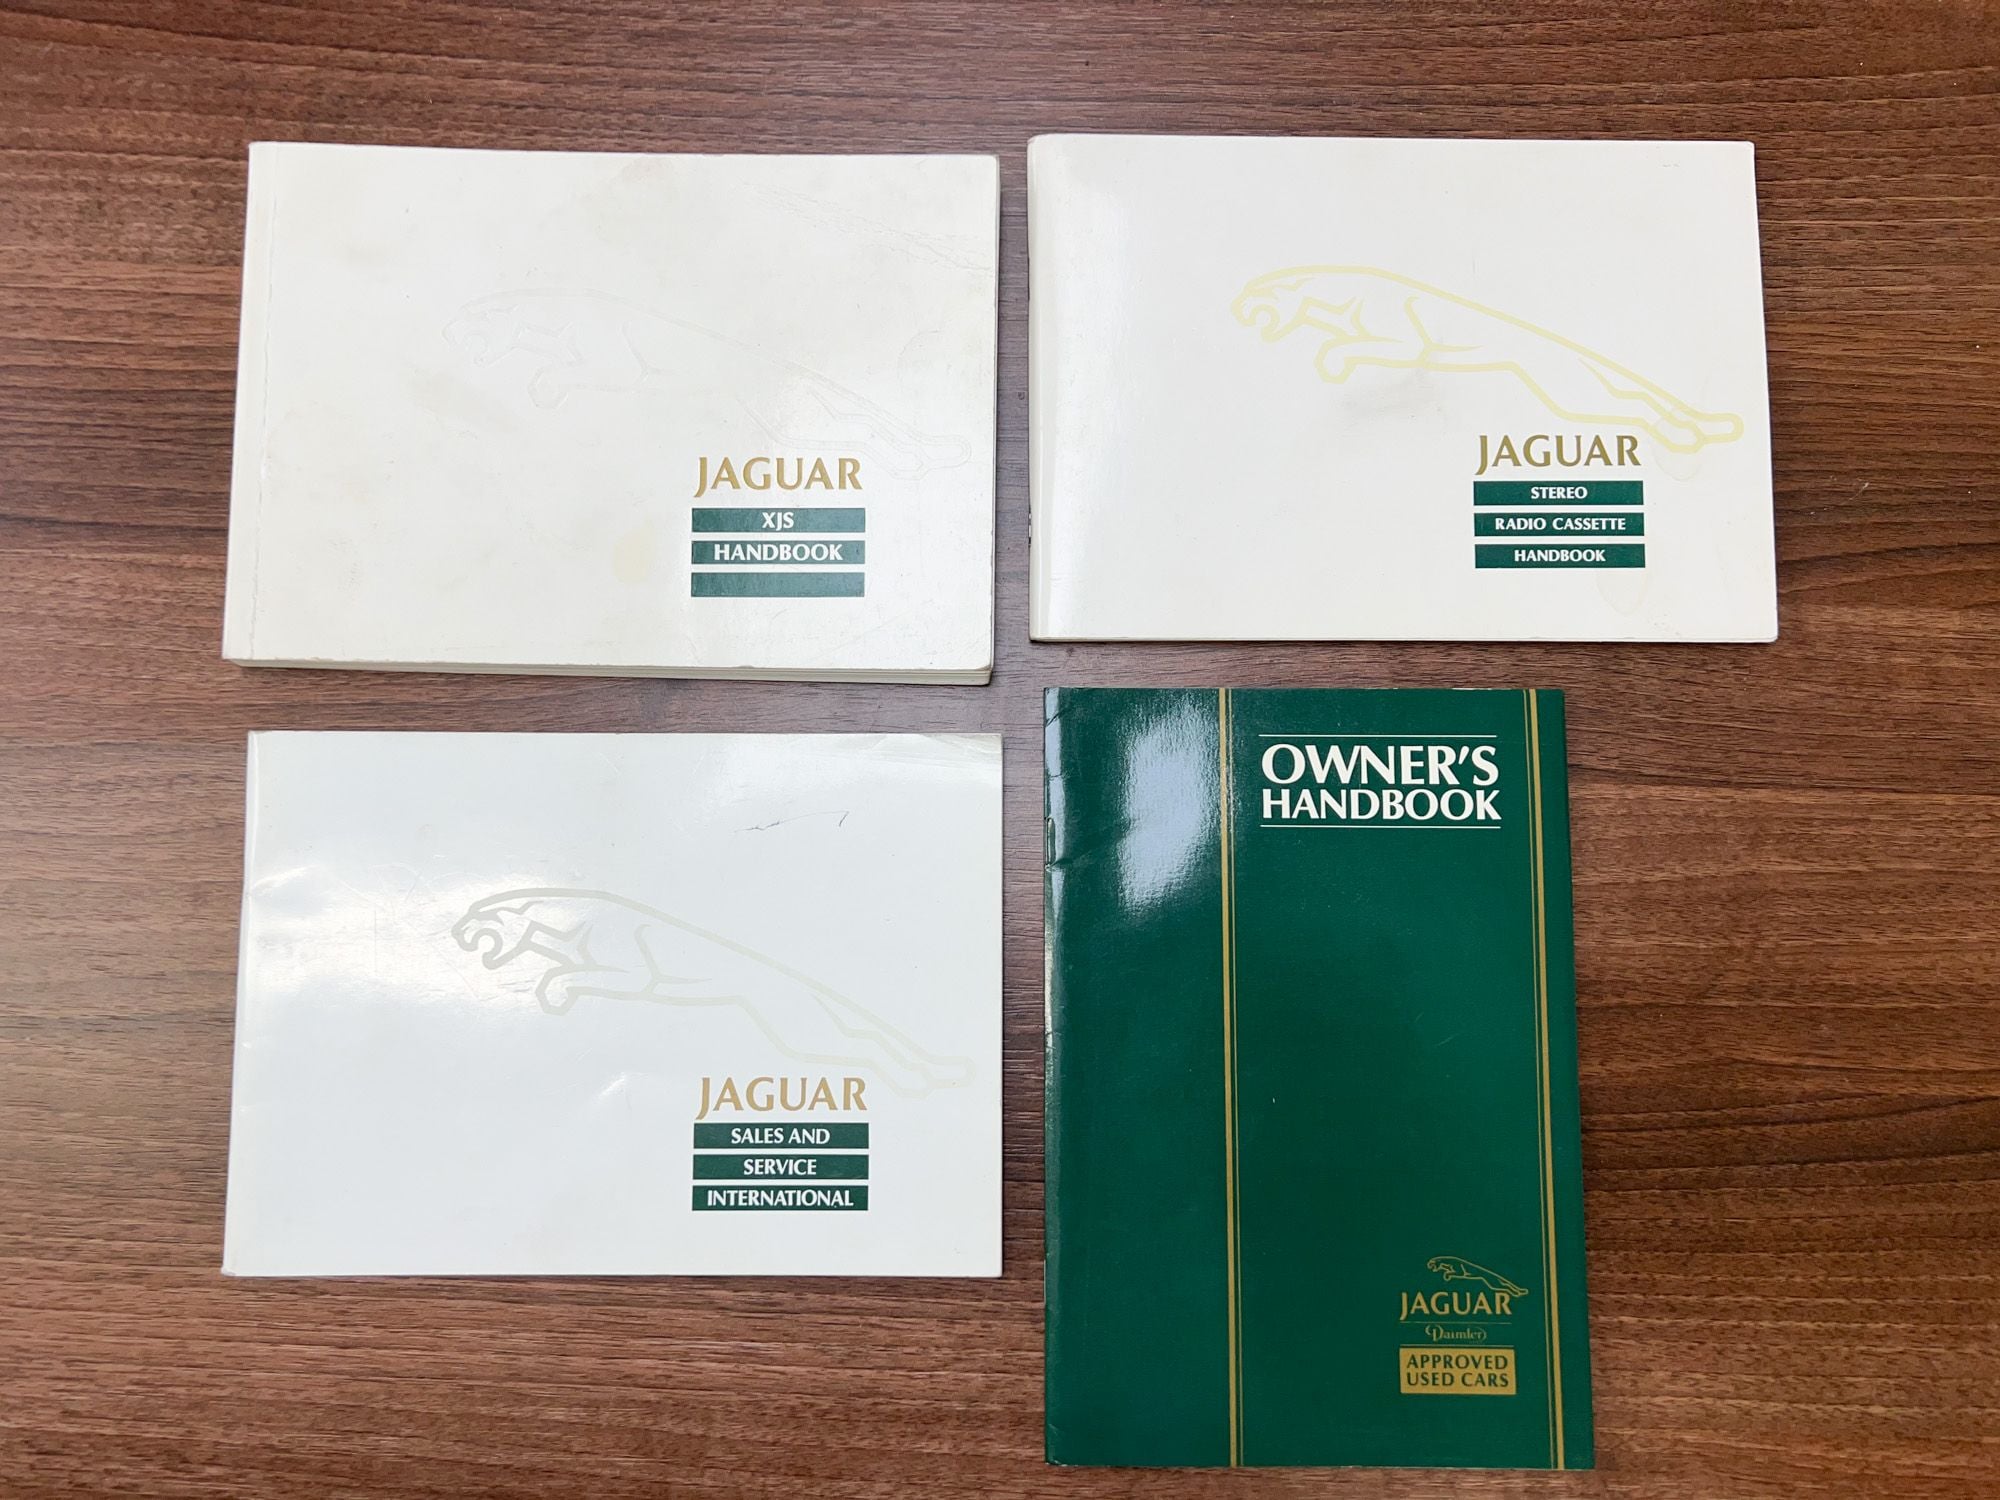 JAGUAR
XJS
HANDBOOK
JAGUAR
STEREO
RADIO CASSETTE
HANDBOOK
JAGUAR
SALES AND
SERVICE
INTERNATIONAL
OWNER'S
HANDBOOK
JAGUAR
Daimler
APPROVED
USED CARS